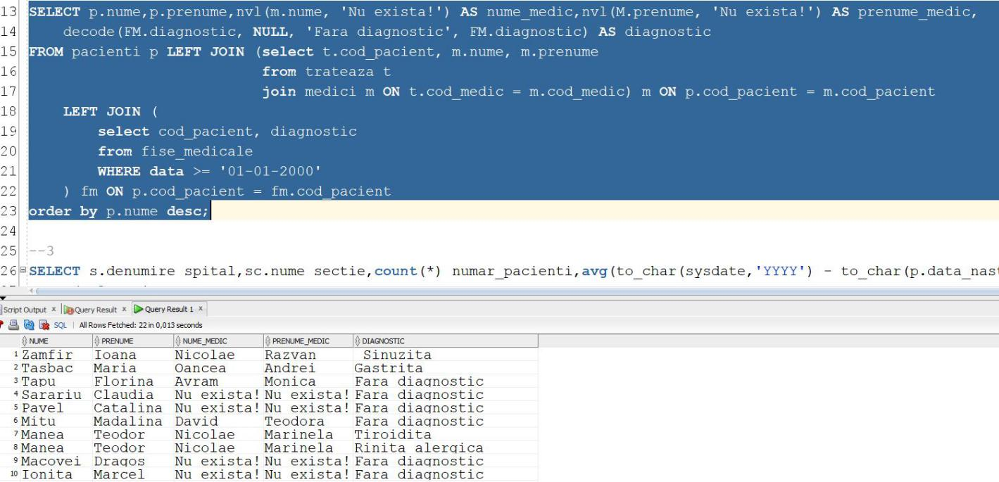 13 SELECT p.nume,p.prenume,nvl(m.nume, 'Nu exista!') AS nume_medic,nvl(M.prenume, 'Nu exista!') AS prenume_medic,
14 decode(FM.diagnostic, NULL, 'Fara diagnostic', FM.diagnostic) AS diagnostic
15 FROM pacienti p LEFT JOIN (select t.cod_pacient, m.nume, m.prenume
16 from trateaza t
17 join medici m ON t.cod_medic = m.cod_medic) m ON p.cod_pacient = m.cod_pacient
18 LEFT JOIN (
19 select cod_pacient, diagnostic
20 from fise_medicale
21 WHERE data >= '01-01-2000'
22 ) fm ON p.cod_pacient = fm.cod_pacient
23 order by p.nume desc;
24
25 --3
26 SELECT s.denumire spital,sc.nume sectie,count(*) numar_pacienti,avg(to_char(sysdate,'YYYY') - to_char(p.data_nast
Script Output x Query Result x Query Result 1 x
SQL | All Rows Fetched: 22 in 0,013 seconds
NUME PRENUME NUME_MEDIC PRENUME_MEDIC DIAGNOSTIC
1 Zamfir Ioana Nicolae Razvan Sinuzita
2 Tasbac Maria Oancea Andrei Gastrita
3 Tapu Florina Avram Monica Fara diagnostic
4 Sarariu Claudia Nu exista! Nu exista! Fara diagnostic
5 Pavel Catalina Nu exista! Nu exista! Fara diagnostic
6 Mitu Madalina David Teodora Fara diagnostic
7 Manea Teodor Nicolae Marinela Tiroidita
8 Manea Teodor Nicolae Marinela Rinita alergica
9 Macovei Dragos Nu exista! Nu exista! Fara diagnostic
10 Ionita Marcel Nu exista! Nu exista! Fara diagnostic